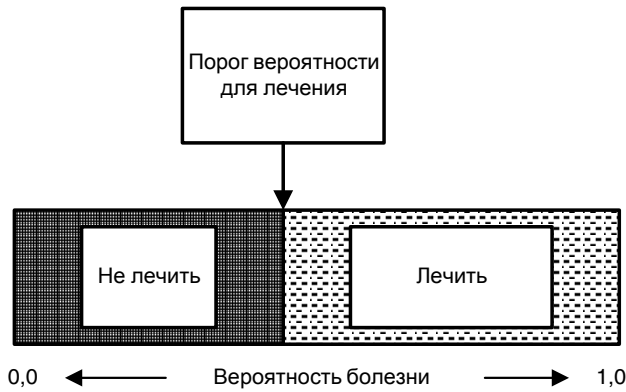 Порог вероятности
для лечения
Не лечить
Лечить
0,0
Вероятность болезни
1,0